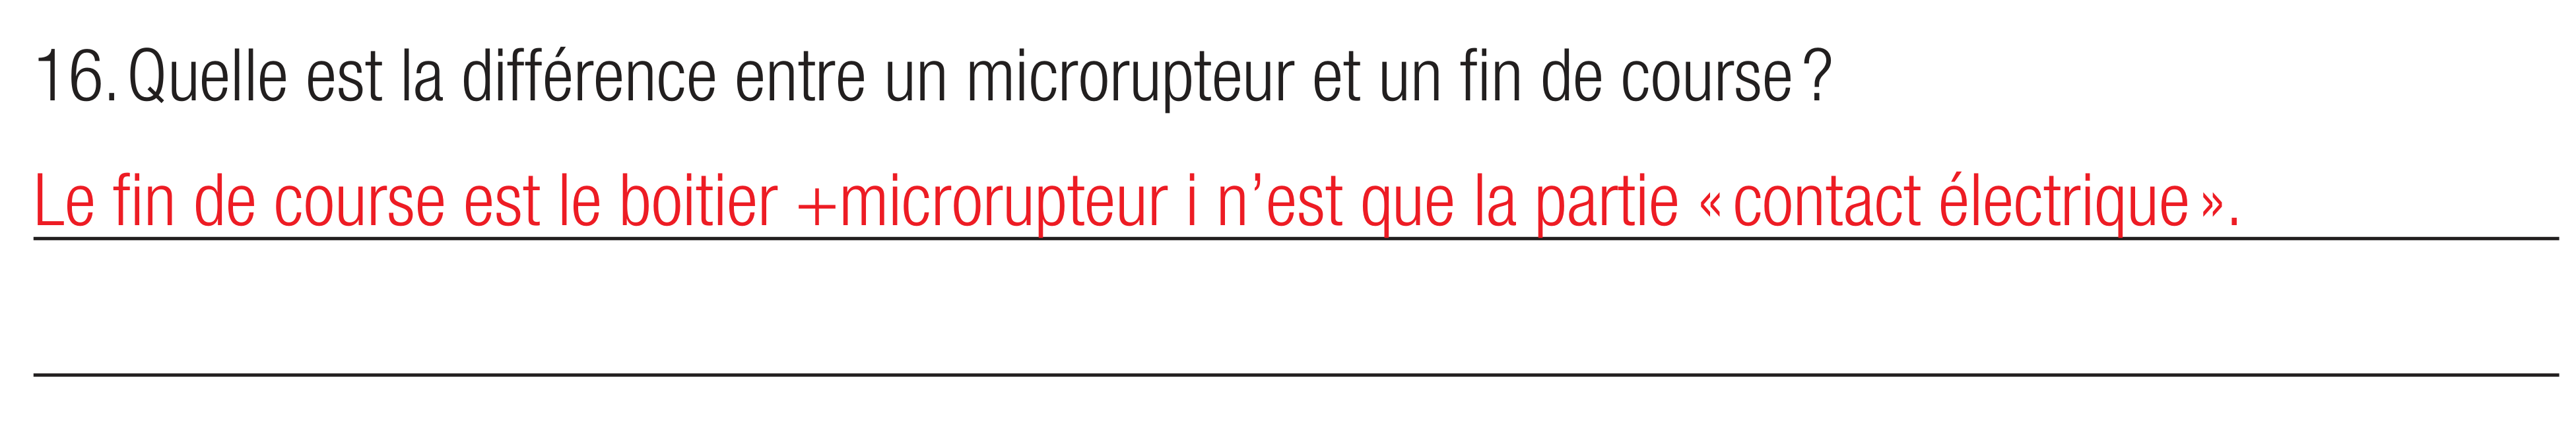 16. Quelle est la différence entre un microrupteur et un fin de course ?
Le fin de course est le boitier +microrupteur i n’est que la partie « contact électrique ».